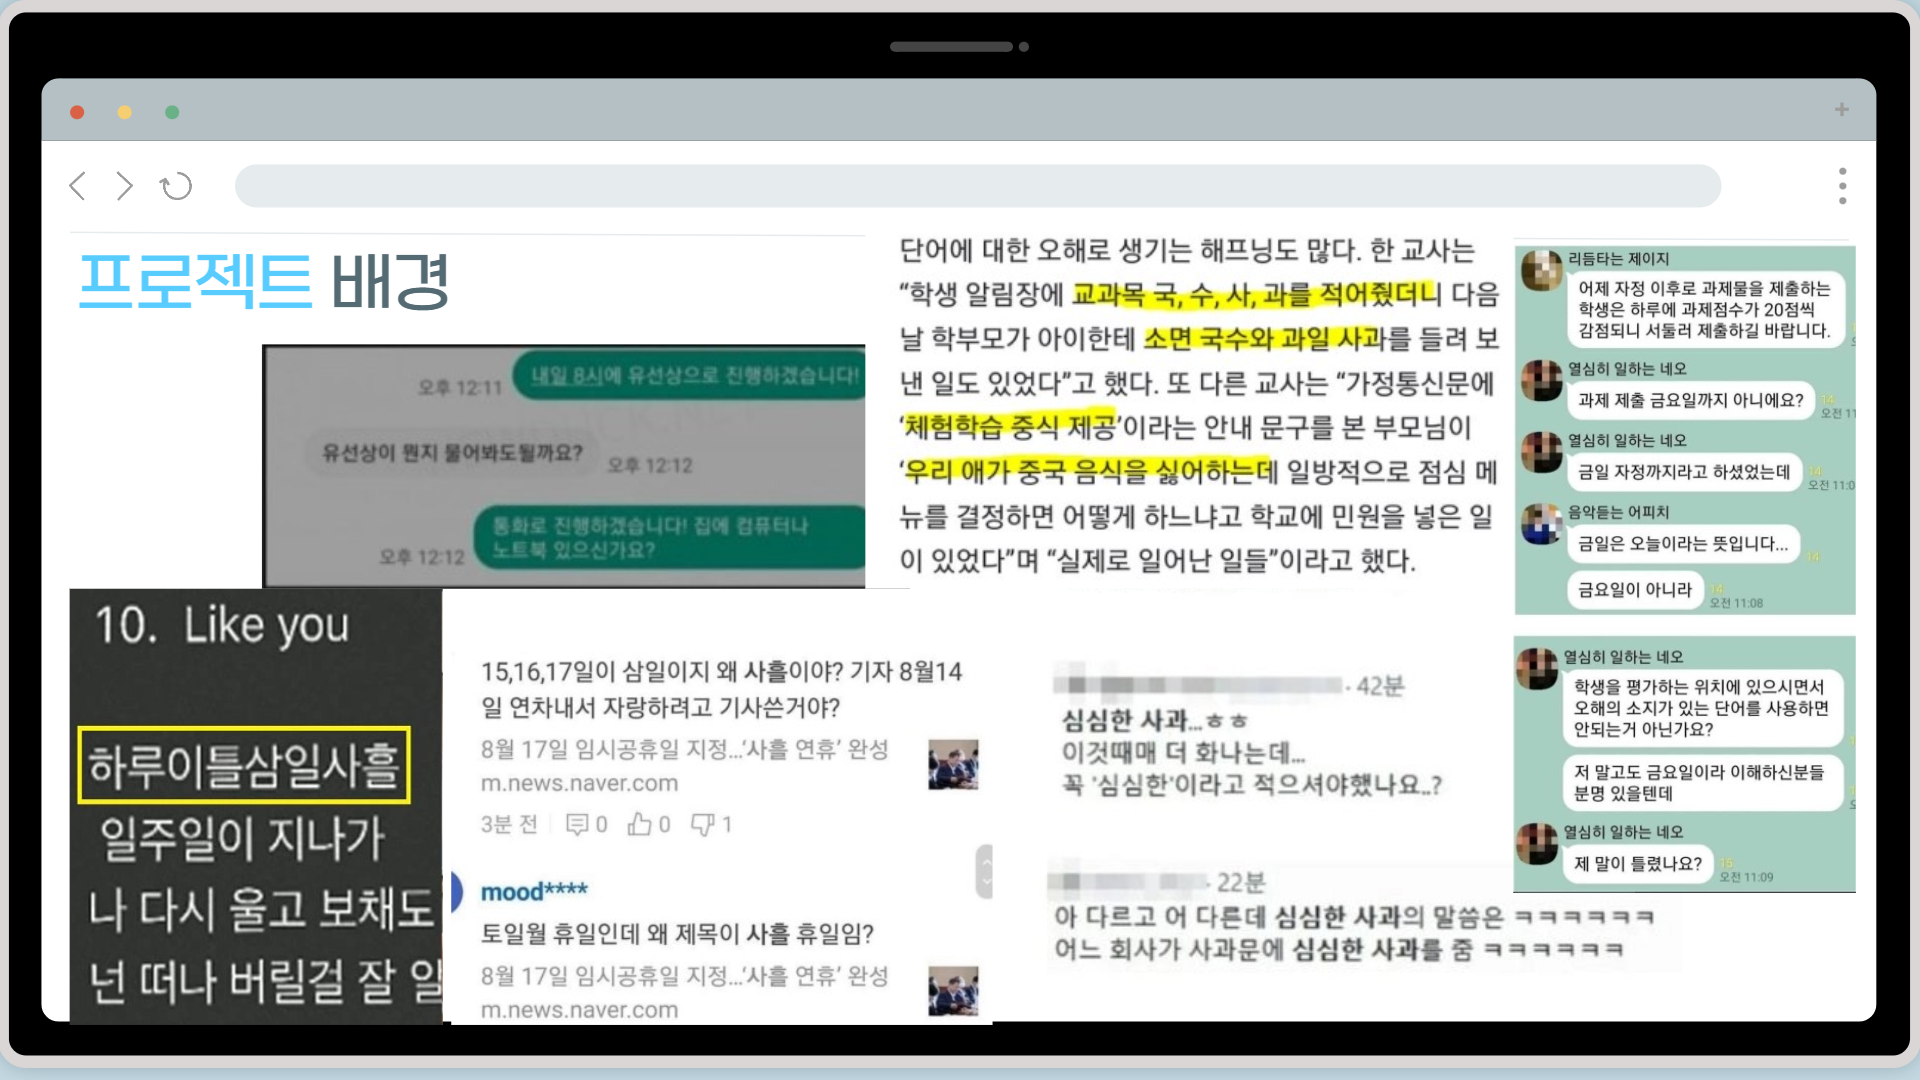 프로젝트 배경
오후 12:11
내일 8시에 유선상으로 진행하겠습니다!
유선상이 뭔지 물어봐도될까요?
오후 12:12
통화로 진행하겠습니다! 집에 컴퓨터나
노트북 있으신가요?
오후 12:12
단어에 대한 오해로 생기는 해프닝도 많다. 한 교사는
“학생 알림장에 교과목 국, 수, 사, 과를 적어줬더니 다음
날 학부모가 아이한테 소면 국수와 과일 사과를 들려 보
낸 일도 있었다”고 했다. 또 다른 교사는 “가정통신문에
‘체험학습 중식 제공’이라는 안내 문구를 본 부모님이
‘우리 애가 중국 음식을 싫어하는데 일방적으로 점심 메
뉴를 결정하면 어떻게 하느냐고 학교에 민원을 넣은 일
이 있었다”며 “실제로 일어난 일들”이라고 했다.
리듬타는 제이지
어제 자정 이후로 과제물을 제출하는
학생은 하루에 과제점수가 20점씩
감점되니 서둘러 제출하길 바랍니다.
열심히 일하는 네오
과제 제출 금요일까지 아니에요?
14
오전 11
열심히 일하는 네오
금일 자정까지라고 하셨었는데
14
오전 11:0
음악듣는 어피치
금일은 오늘이라는 뜻입니다...
14
금요일이 아니라
14
오전 11:08
열심히 일하는 네오
학생을 평가하는 위치에 있으시면서
오해의 소지가 있는 단어를 사용하면
안되는거 아닌가요?
저 말고도 금요일이라 이해하신분들
분명 있을텐데
열심히 일하는 네오
제 말이 틀렸나요?
15
오전 11:09
10. Like you
하루이틀삼일사흘
일주일이 지나가
나 다시 울고 보채도
넌 떠나 버릴걸 잘 알
15,16,17일이 삼일이지 왜 사흘이야? 기자 8월14
일 연차내서 자랑하려고 기사쓴거야?
8월 17일 임시공휴일 지정...‘사흘 연휴’ 완성
m.news.naver.com
3분 전 0 0 1
mood****
토일월 휴일인데 왜 제목이 사흘 휴일임?
8월 17일 임시공휴일 지정...‘사흘 연휴’ 완성
m.news.naver.com
· 42분
심심한 사과...ㅎㅎ
이것때매 더 화나는데...
꼭 '심심한'이라고 적으셔야했나요..?
· 22분
아 다르고 어 다른데 심심한 사과의 말씀은 ㅋㅋㅋㅋㅋㅋ
어느 회사가 사과문에 심심한 사과를 줌 ㅋㅋㅋㅋㅋㅋ